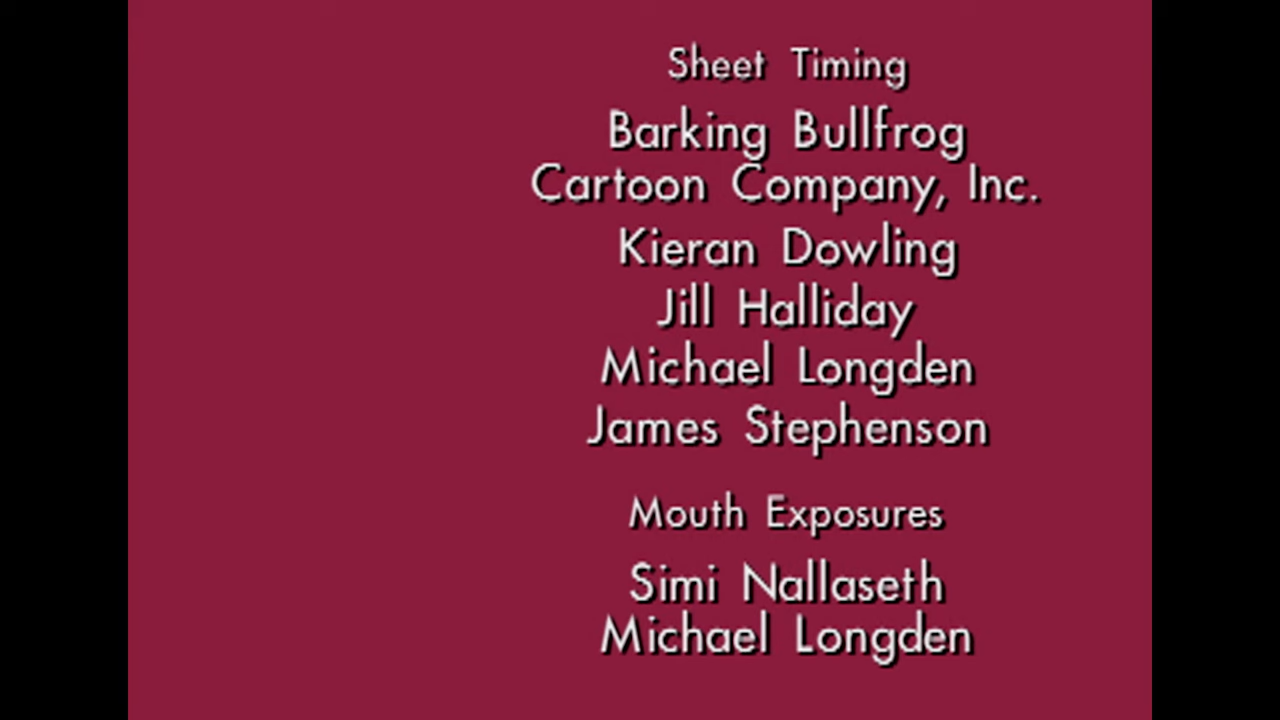 Sheet Timing
Barking Bullfrog
Cartoon Company, Inc.
Kieran Dowling
Jill Halliday
Michael Longden
James Stephenson
Mouth Exposures
Simi Nallaseth
Michael Longden